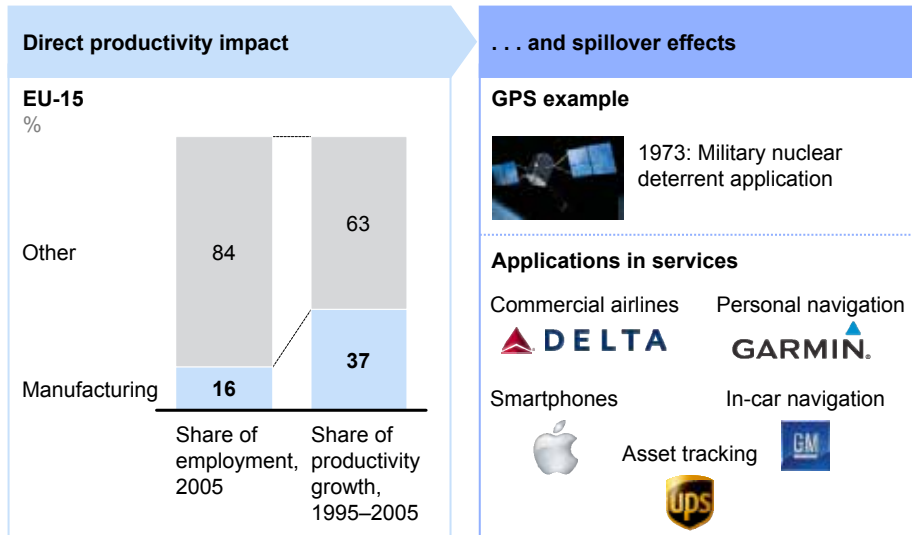 Direct productivity impact
EU-15
%
Other
84
63
Manufacturing
16
37
Share of
employment,
2005
Share of
productivity
growth,
1995–2005
. . . and spillover effects
GPS example
1973: Military nuclear
deterrent application
Applications in services
Commercial airlines
DELTA
Personal navigation
GARMIN.
Smartphones
In-car navigation
GM
Asset tracking
ups